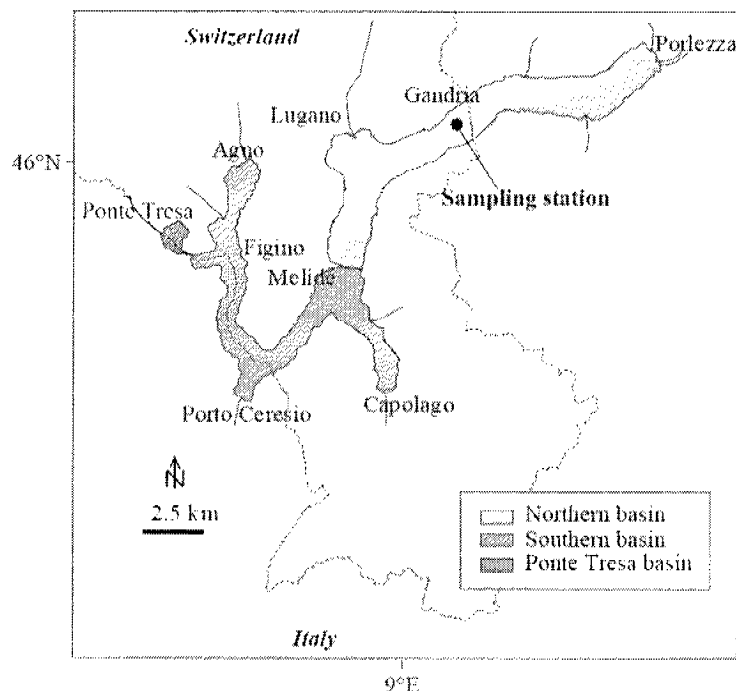 Switzerland
Porlezza
Gandria
Lugano
46°N
Agno
Sampling station
Ponte Tresa
Figino
Melide
Porto Ceresio
Capolago
N
2.5 km
Northern basin
Southern basin
Ponte Tresa basin
Italy
9°E